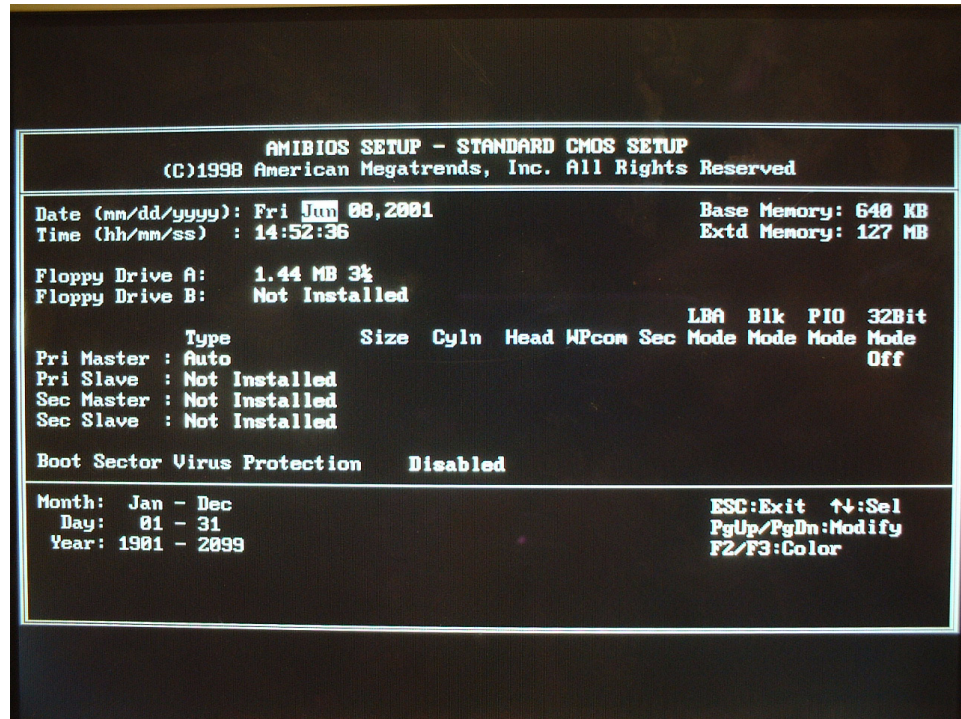 AMIBIOS SETUP - STANDARD CMOS SETUP
(C)1998 American Megatrends, Inc. All Rights Reserved
Date (mm/dd/yyyy): Fri Jun 08,2001 Base Memory: 640 KB
Time (hh/mm/ss) : 14:52:36 Extd Memory: 127 MB
Floppy Drive A: 1.44 MB 3½
Floppy Drive B: Not Installed
LBA Blk PIO 32Bit
Type Size Cyln Head WPcom Sec Mode Mode Mode Mode
Pri Master : Auto Off
Pri Slave : Not Installed
Sec Master : Not Installed
Sec Slave : Not Installed
Boot Sector Virus Protection Disabled
Month: Jan - Dec ESC:Exit ↑↓:Sel
Day: 01 - 31 PgUp/PgDn:Modify
Year: 1901 - 2099 F2/F3:Color